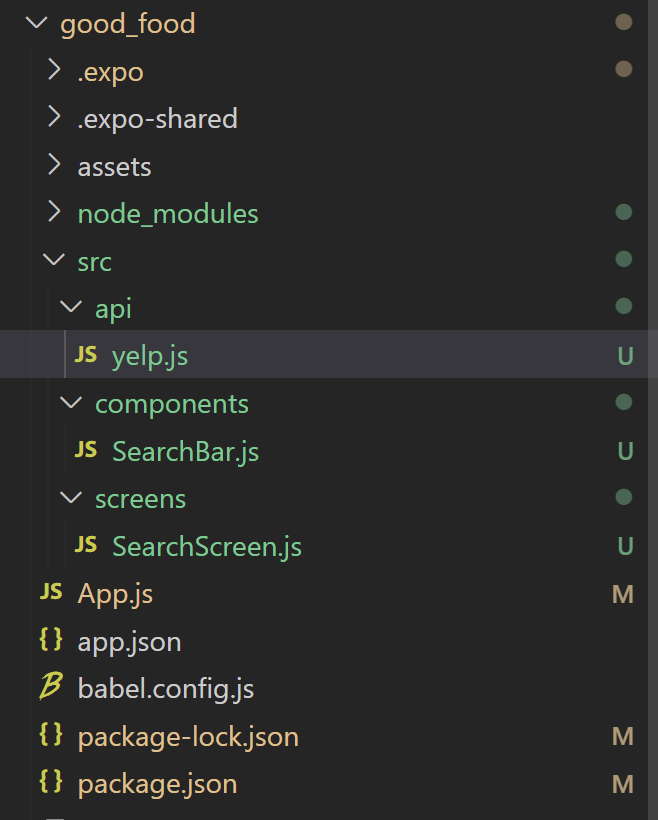 good_food
.expo
.expo-shared
assets
node_modules
src
api
JS yelp.js U
components
JS SearchBar.js U
screens
JS SearchScreen.js U
JS App.js M
{} app.json
B babel.config.js
{} package-lock.json M
{} package.json M